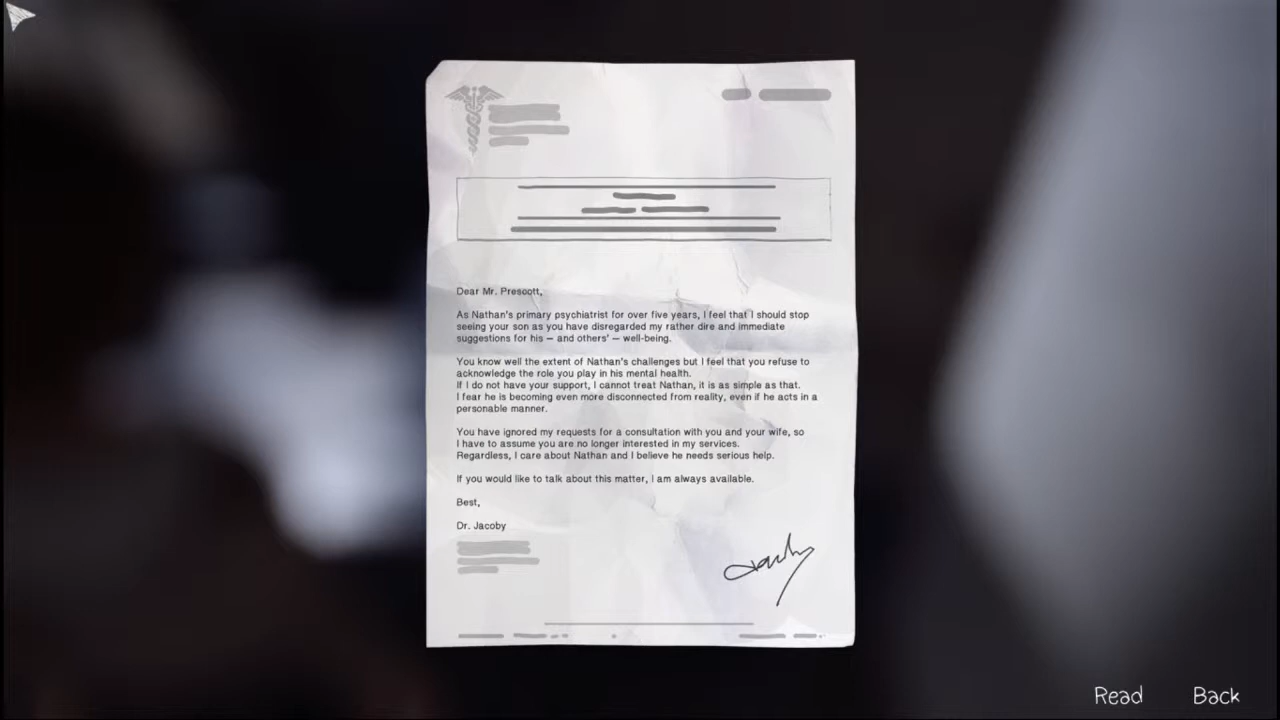 Dear Mr. Prescott,
As Nathan's primary psychiatrist for over five years, I feel that I should stop
seeing your son as you have disregarded my rather dire and immediate
suggestions for his — and others' — well-being.
You know well the extent of Nathan's challenges but I feel that you refuse to
acknowledge the role you play in his mental health.
If I do not have your support, I cannot treat Nathan, it is as simple as that.
I fear he is becoming even more disconnected from reality, even if he acts in a
personable manner.
You have ignored my requests for a consultation with you and your wife, so
I have to assume you are no longer interested in my services.
Regardless, I care about Nathan and I believe he needs serious help.
If you would like to talk about this matter, I am always available.
Best,
Dr. Jacoby
Read
Back